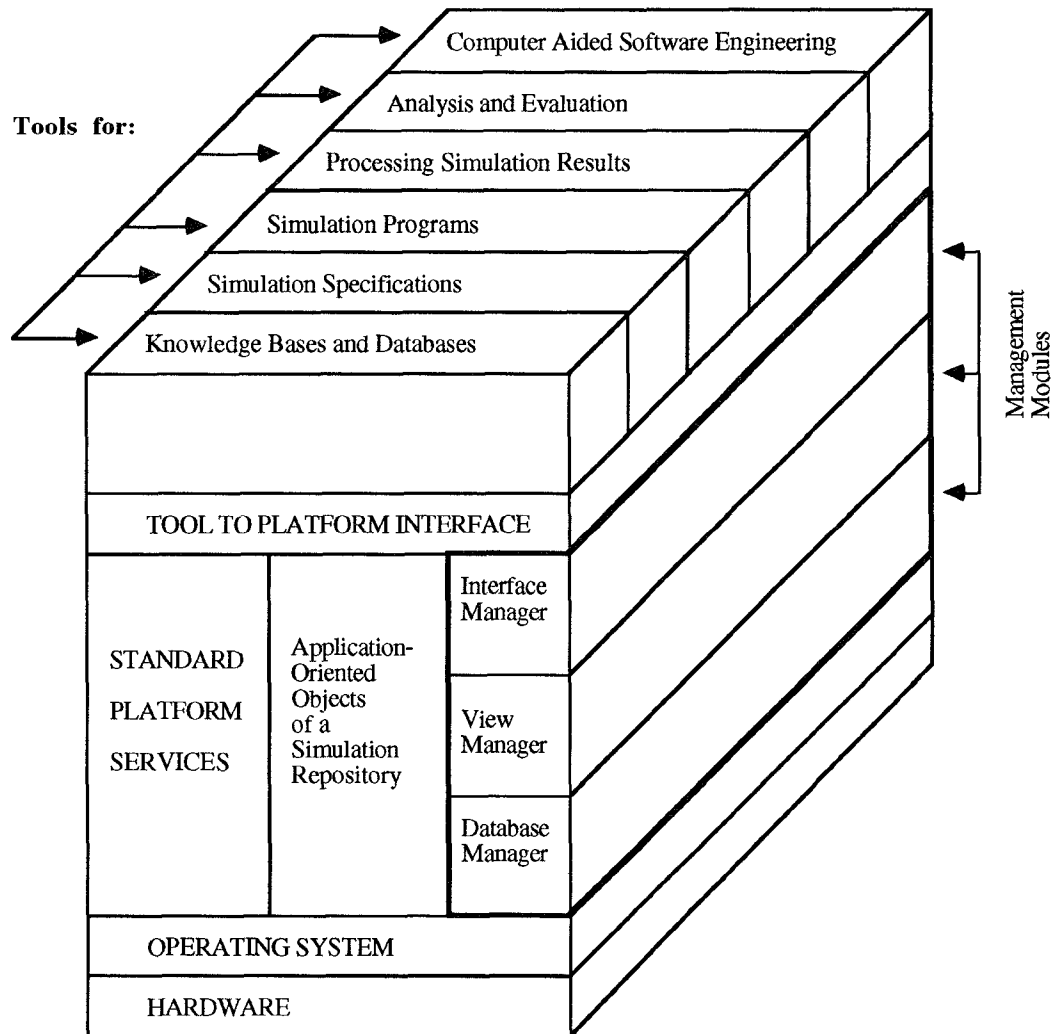 Computer Aided Software Engineering
Analysis and Evaluation
Tools for:
Processing Simulation Results
Simulation Programs
Simulation Specifications
Knowledge Bases and Databases
Management
Modules
TOOL TO PLATFORM INTERFACE
STANDARD
PLATFORM
SERVICES
Application-
Oriented
Objects
of a
Simulation
Repository
Interface
Manager
View
Manager
Database
Manager
OPERATING SYSTEM
HARDWARE